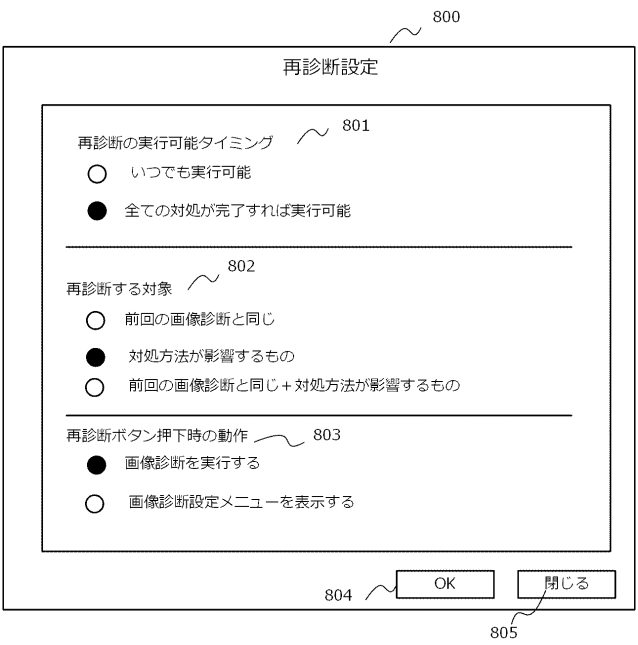 800
再診断設定
再診断の実行可能タイミング 801
いつでも実行可能
全ての対処が完了すれば実行可能
802
再診断する対象
前回の画像診断と同じ
対処方法が影響するもの
前回の画像診断と同じ+対処方法が影響するもの
再診断ボタン押下時の動作 803
画像診断を実行する
画像診断設定メニューを表示する
804 OK 閉じる
805